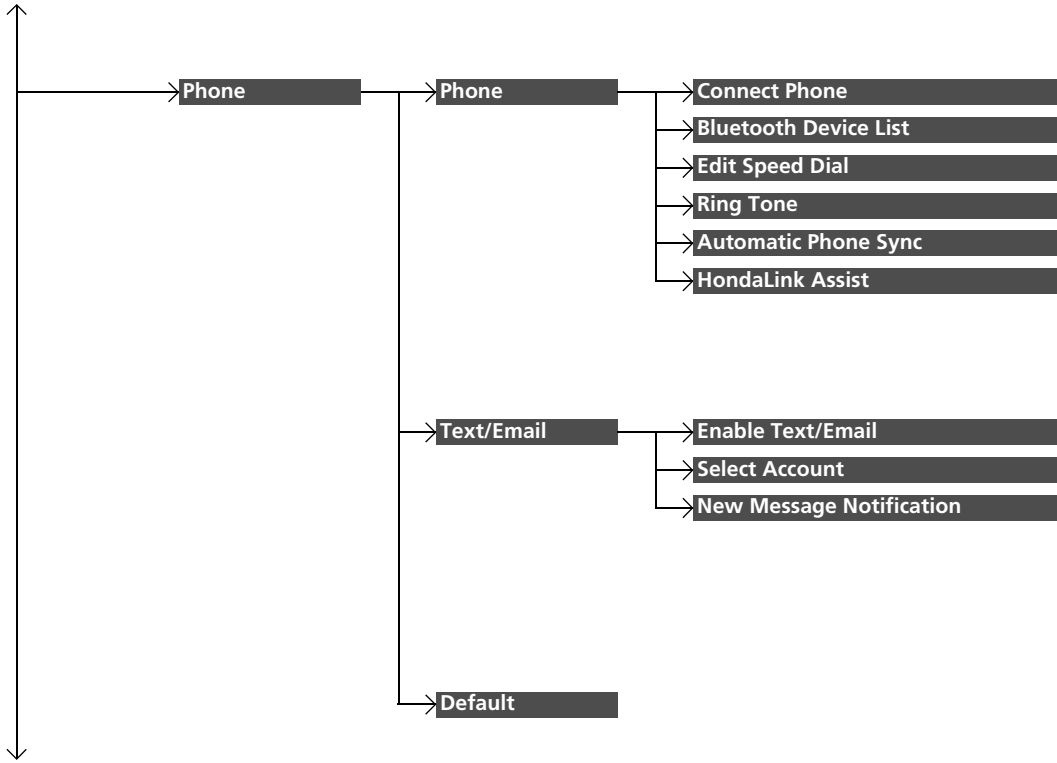 Phone
Phone
Connect Phone
Bluetooth Device List
Edit Speed Dial
Ring Tone
Automatic Phone Sync
HondaLink Assist
Text/Email
Enable Text/Email
Select Account
New Message Notification
Default